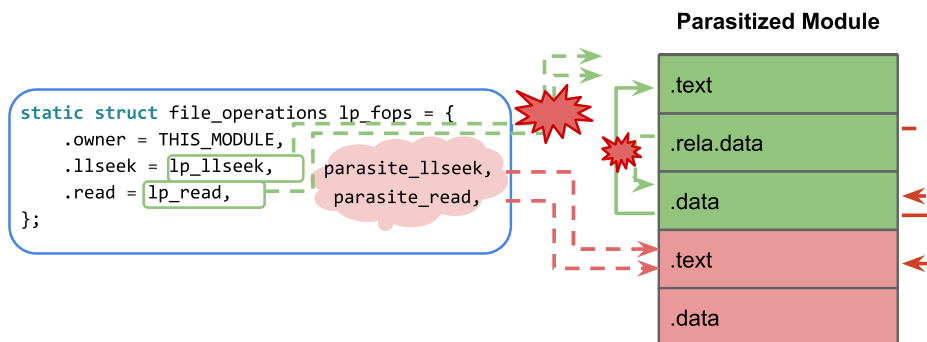 Parasitized Module
static struct file_operations lp_fops = {
.owner = THIS_MODULE,
.llseek = lp_llseek,
.read = lp_read,
};
parasite_llseek,
parasite_read,
.text
.rela.data
.data
.text
.data